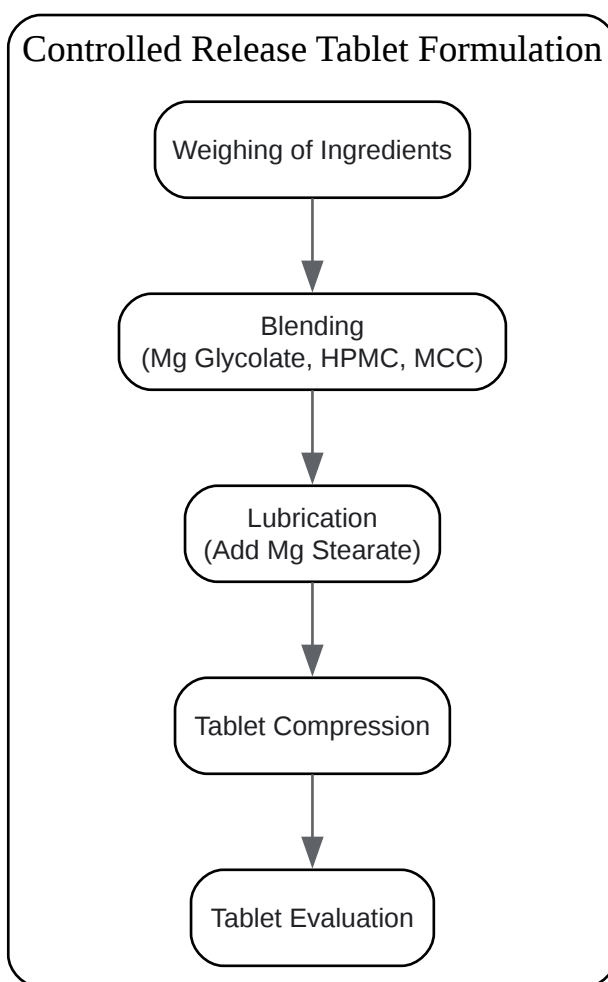 Controlled Release Tablet Formulation
Weighing of Ingredients
Blending
(Mg Glycolate, HPMC, MCC)
Lubrication
(Add Mg Stearate)
Tablet Compression
Tablet Evaluation